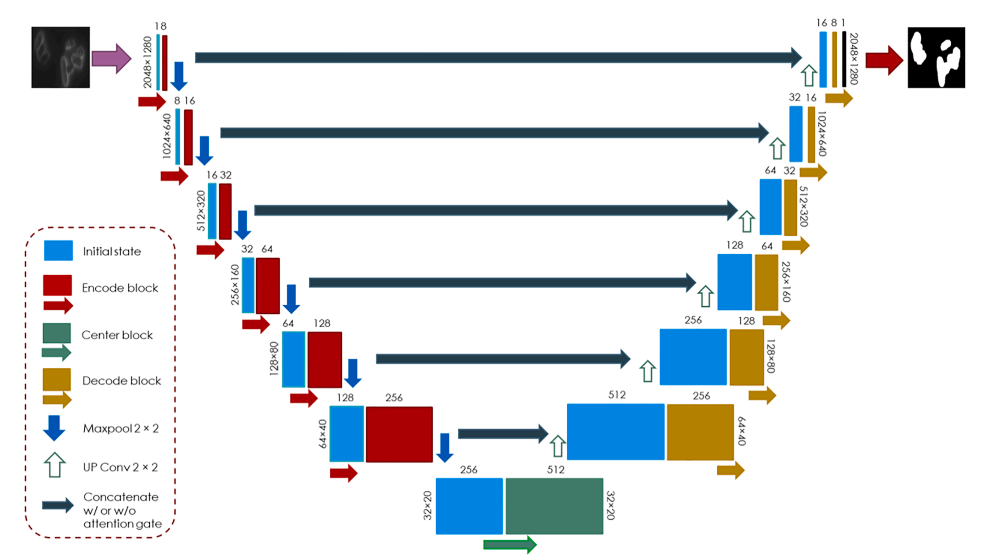 18
16 8 1
2048×1280
2048×1280
8 16
32 16
1024×640
1024×640
16 32
64 32
512×320
512×320
32 64
128 64
256×160
256×160
64 128
256 128
128×80
128×80
128 256
512 256
64×40
64×40
256 512
32×20
32×20
Initial state
Encode block
Center block
Decode block
Maxpool 2 × 2
UP Conv 2 × 2
Concatenate
w/ or w/o
attention gate